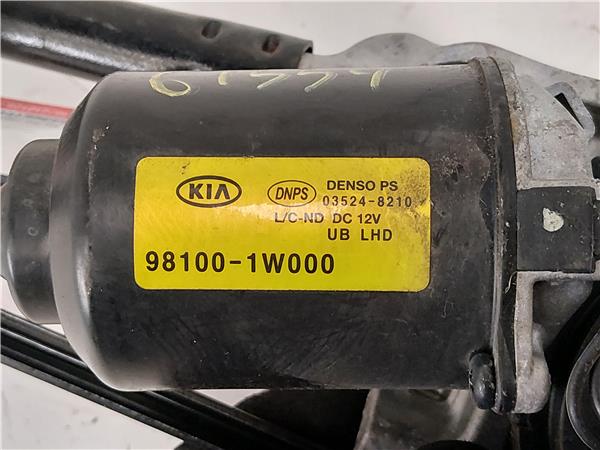 KIA
DNPS
DENSO PS
03524-8210
L/C-ND DC 12V
UB LHD
98100-1W000